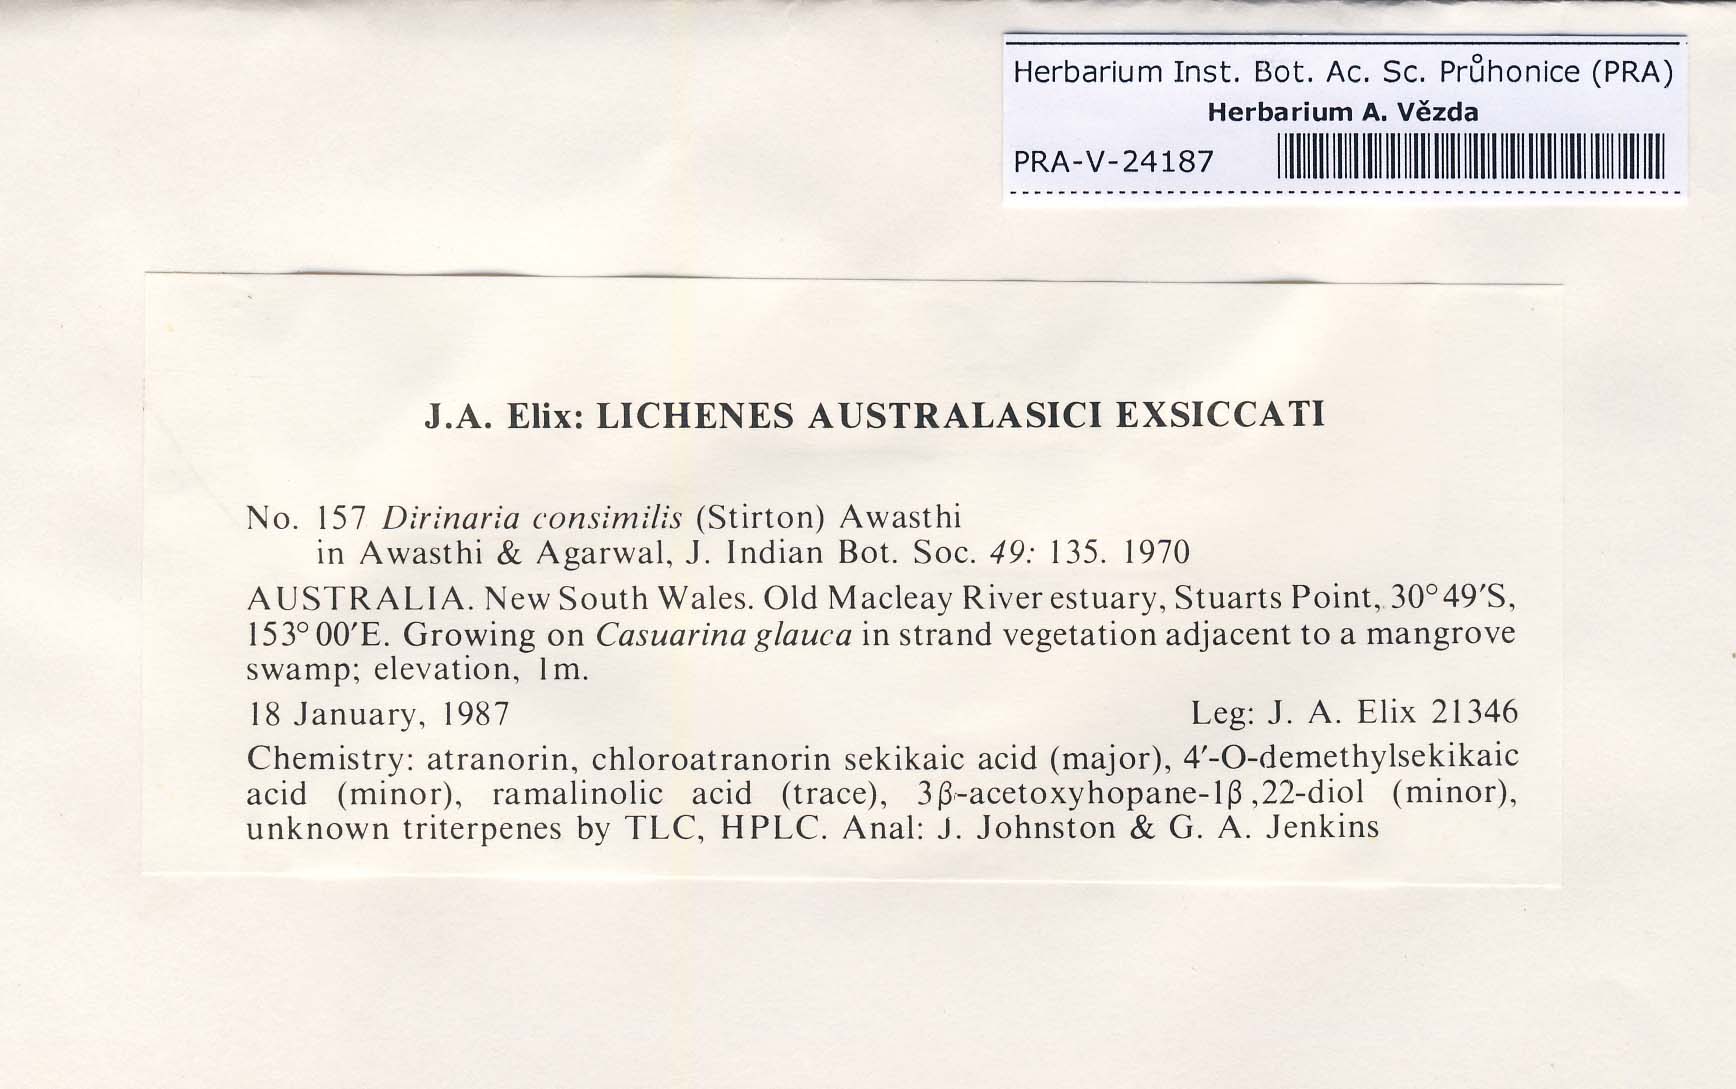 Herbarium Inst. Bot. Ac. Sc. Průhonice (PRA)
Herbarium A. Vězda
PRA-V-24187
J.A. Elix: LICHENES AUSTRALASICI EXSICCATI
No. 157 Dirinaria consimilis (Stirton) Awasthi
in Awasthi & Agarwal, J. Indian Bot. Soc. 49: 135. 1970
AUSTRALIA. New South Wales. Old Macleay River estuary, Stuarts Point, 30°49′S,
153°00′E. Growing on Casuarina glauca in strand vegetation adjacent to a mangrove
swamp; elevation, 1m.
18 January, 1987 Leg: J. A. Elix 21346
Chemistry: atranorin, chloroatranorin sekikaic acid (major), 4′-O-demethylsekikaic
acid (minor), ramalinolic acid (trace), 3β-acetoxyhopane-1β,22-diol (minor),
unknown triterpenes by TLC, HPLC. Anal: J. Johnston & G. A. Jenkins